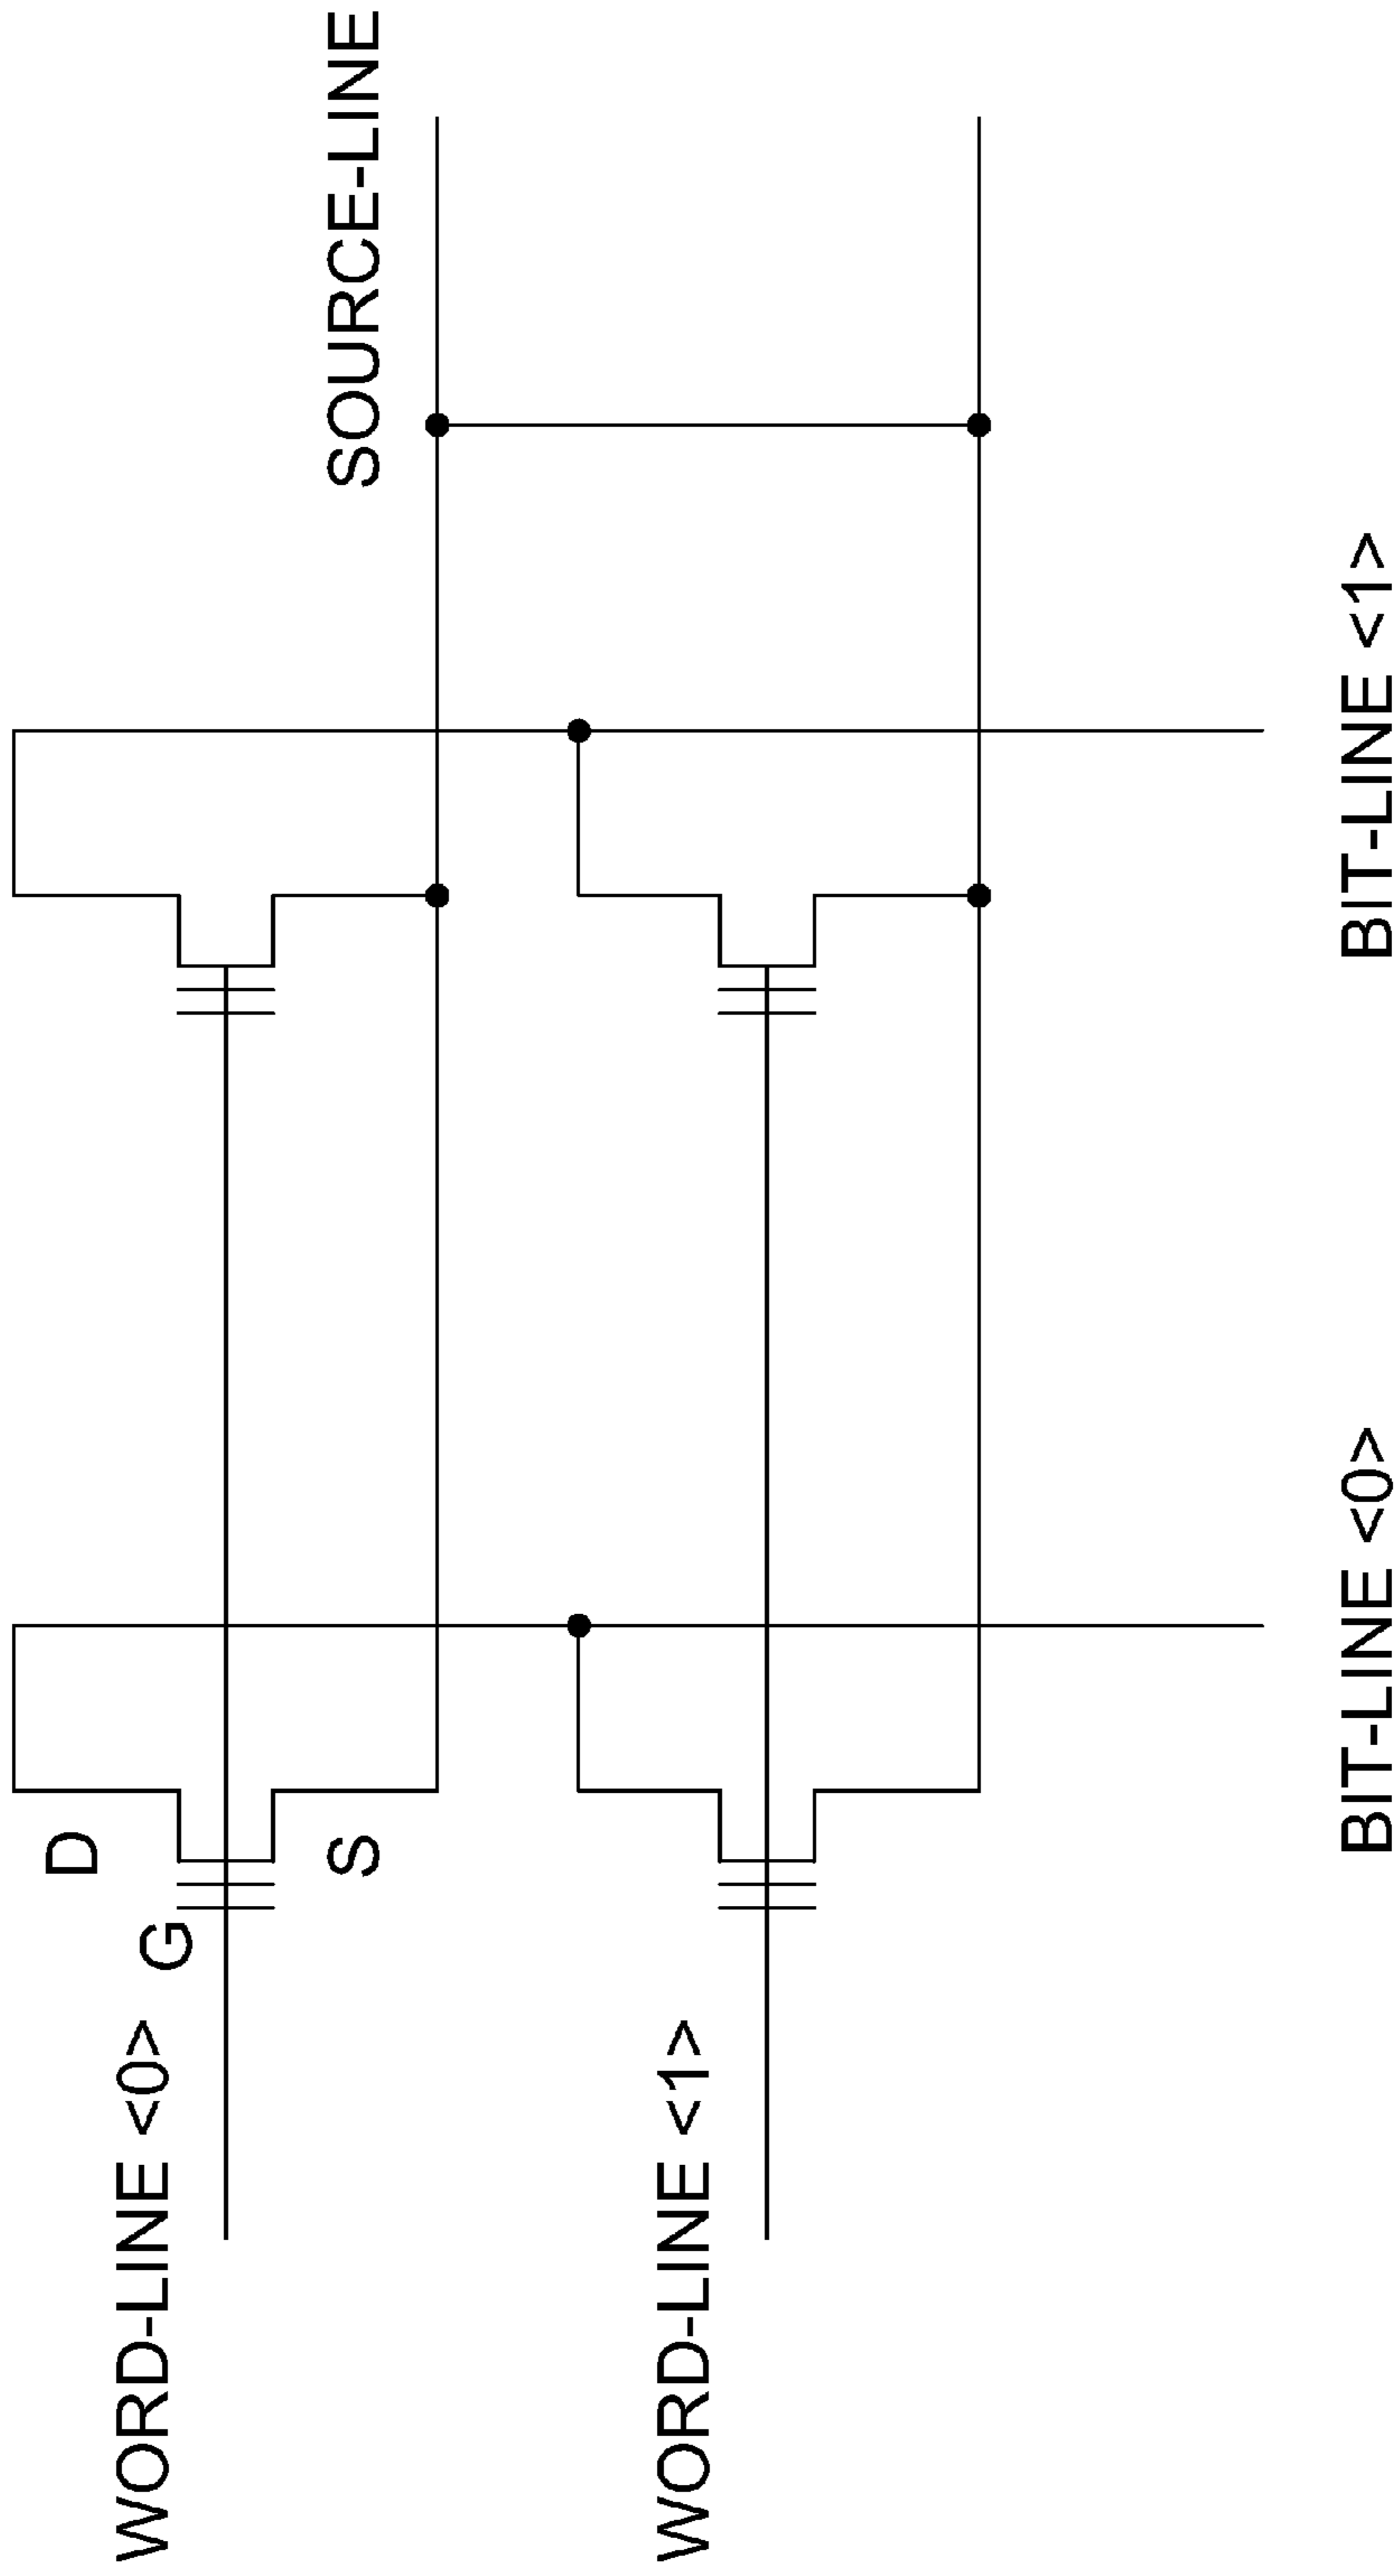 WORD-LINE <0>
G
D
S
SOURCE-LINE
WORD-LINE <1>
BIT-LINE <0>
BIT-LINE <1>